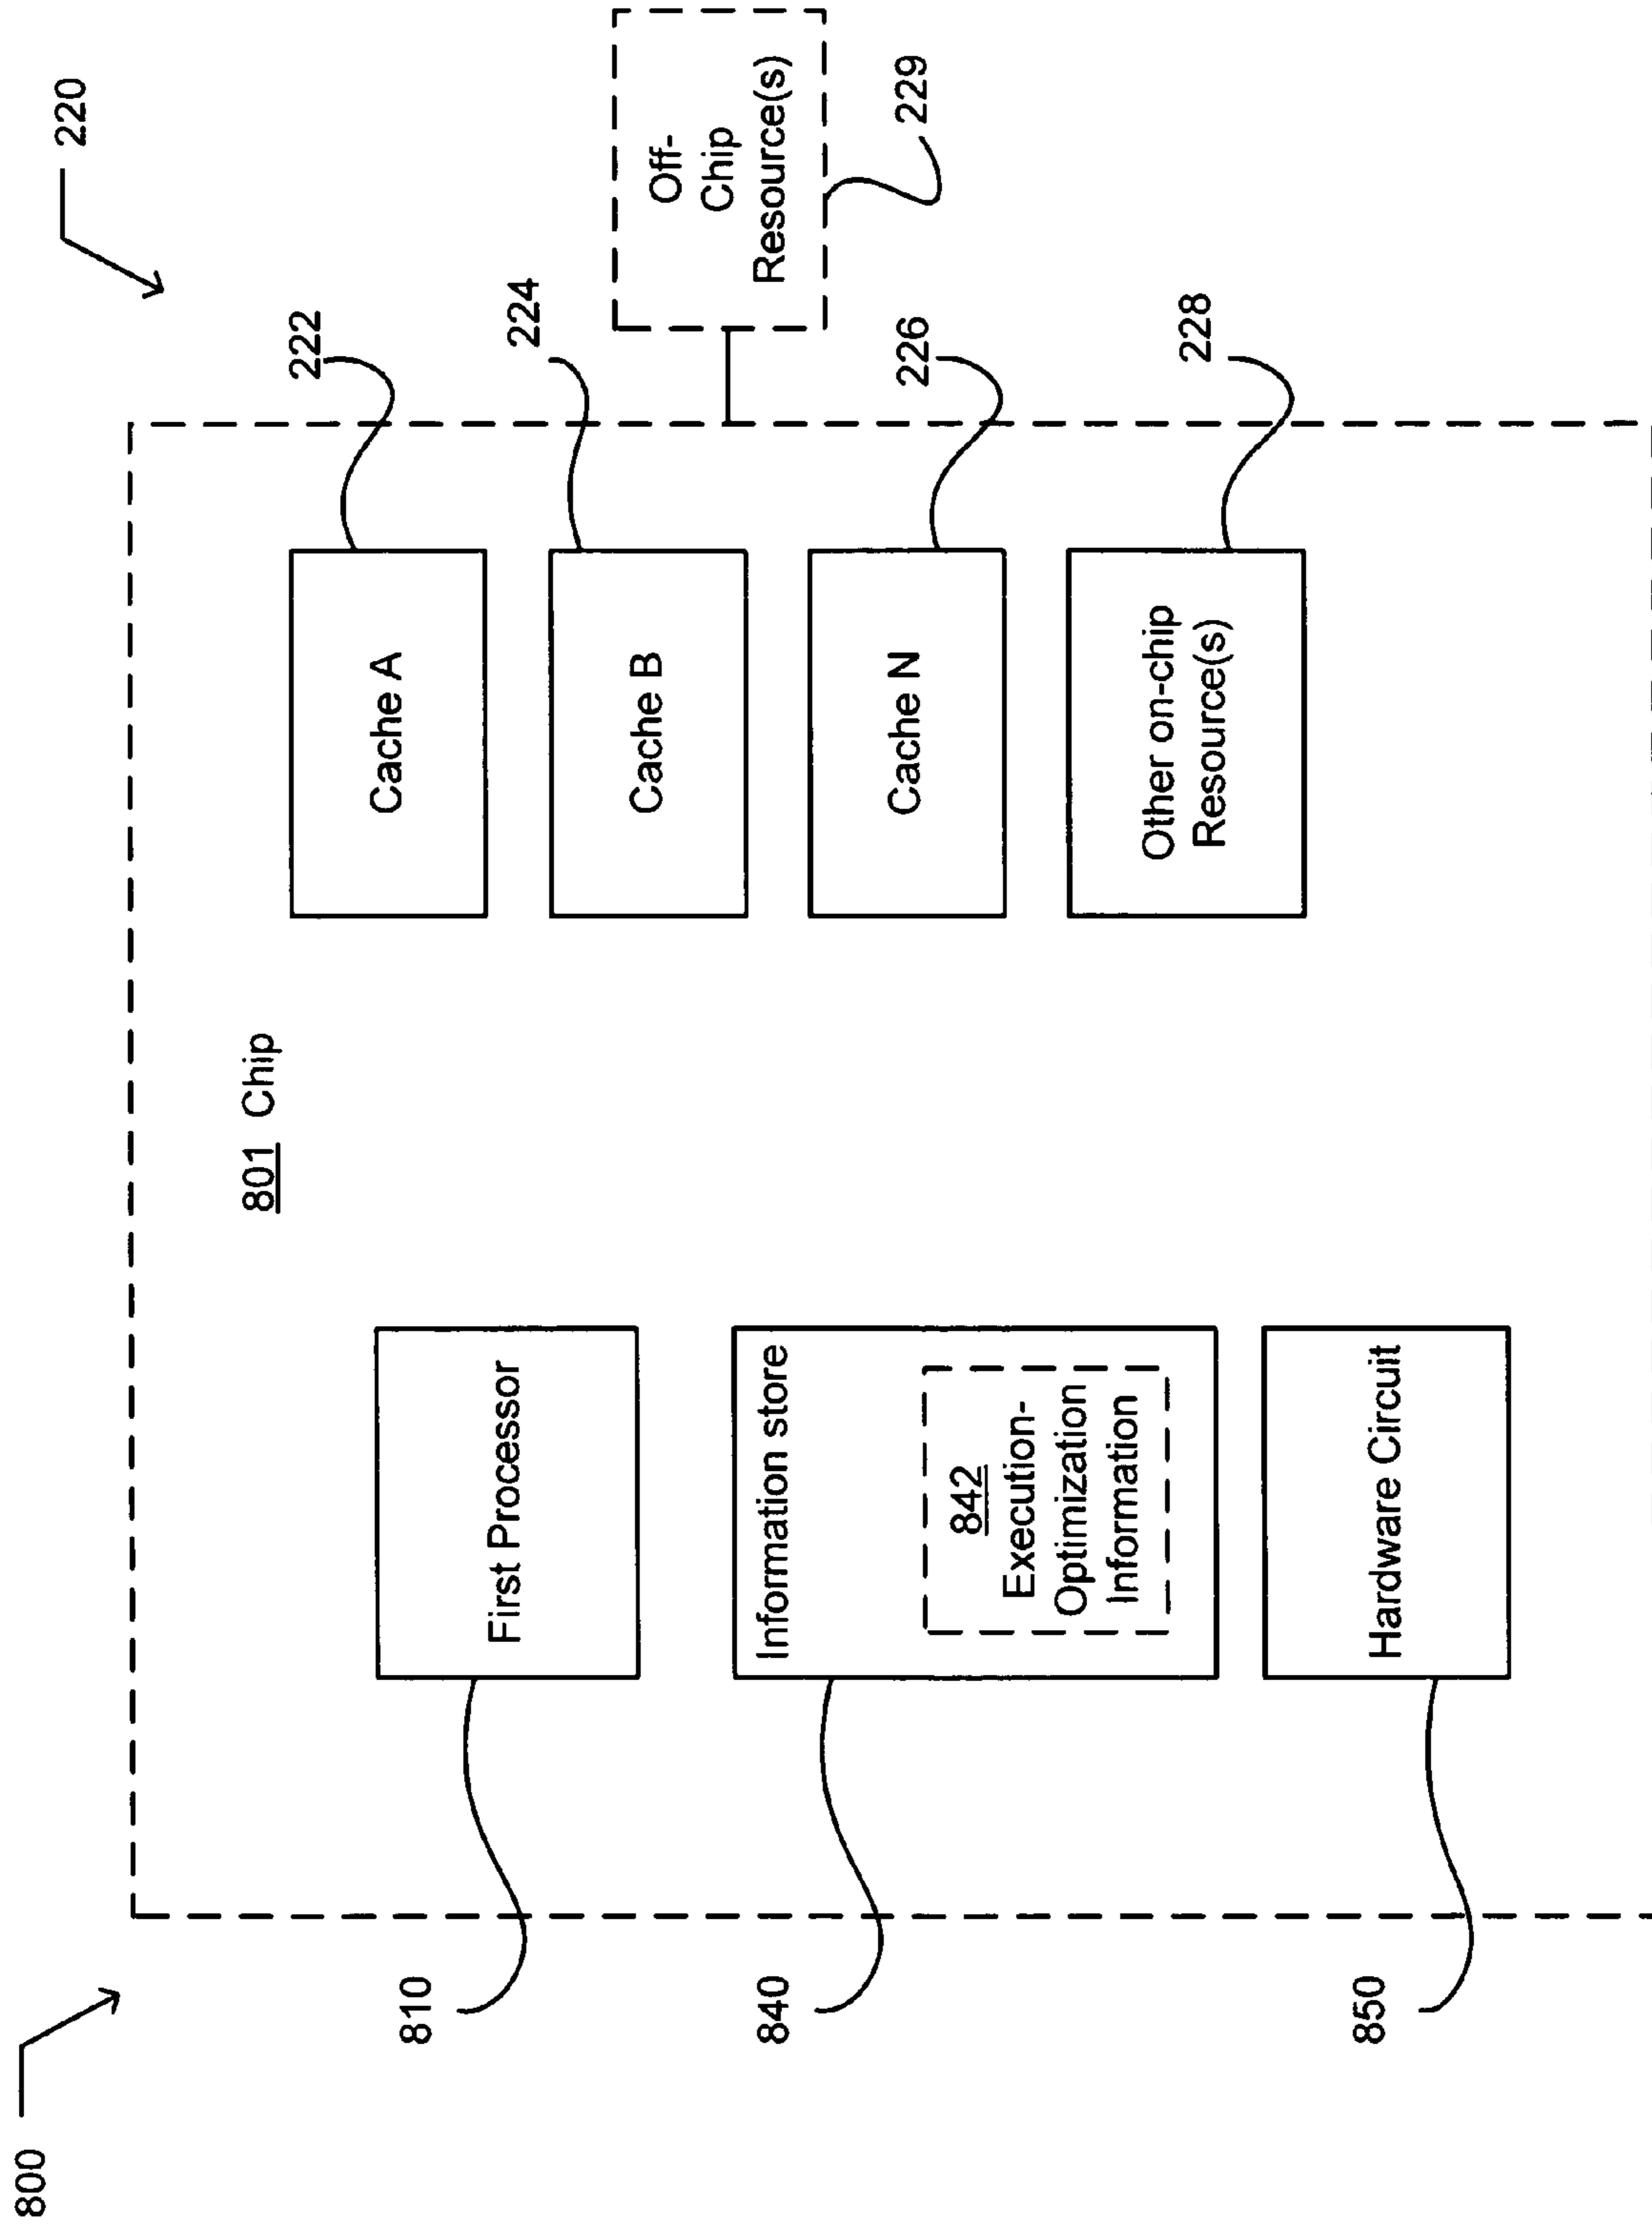 800
220
801 Chip
810
First Processor
Cache A
222
Cache B
224
Off-
Chip
Resource(s)
229
840
Information store
842
Execution-
Optimization
Information
Cache N
226
850
Hardware Circuit
Other on-chip
Resource(s)
228